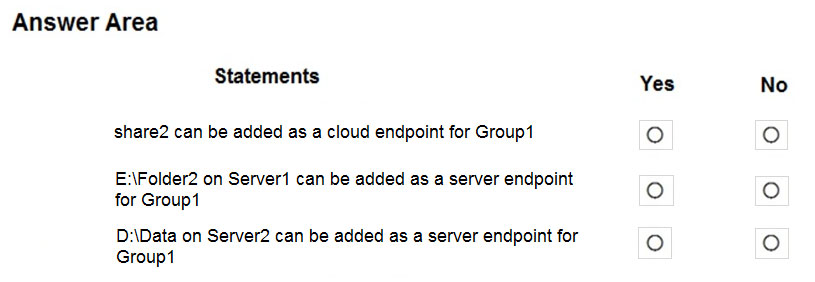 Answer Area
Statements
Yes
No
share2 can be added as a cloud endpoint for Group1
E:\Folder2 on Server1 can be added as a server endpoint
for Group1
D:\Data on Server2 can be added as a server endpoint for
Group1